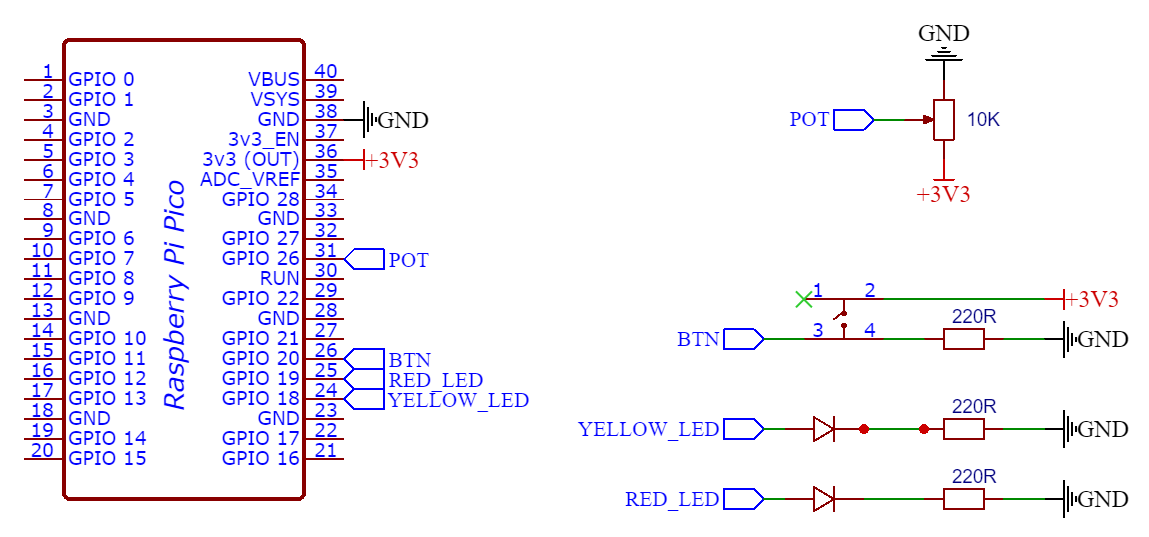 1 GPIO 0
2 GPIO 1
3 GND
4 GPIO 2
5 GPIO 3
6 GPIO 4
7 GPIO 5
8 GND
9 GPIO 6
10 GPIO 7
11 GPIO 8
12 GPIO 9
13 GND
14 GPIO 10
15 GPIO 11
16 GPIO 12
17 GPIO 13
18 GND
19 GPIO 14
20 GPIO 15
Raspberry Pi Pico
VBUS 40
VSYS 39
GND 38 GND
3v3_EN 37
3v3 (OUT) 36 +3V3
ADC_VREF 35
GPIO 28 34
GND 33
GPIO 27 32
GPIO 26 31 POT
RUN 30
GPIO 22 29
GND 28
GPIO 21 27
GPIO 20 26 BTN
GPIO 19 25 RED_LED
GPIO 18 24 YELLOW_LED
GND 23
GPIO 17 22
GPIO 16 21
GND
POT 10K
+3V3
1 2 +3V3
220R
BTN 3 4 GND
220R
YELLOW_LED GND
220R
RED_LED GND